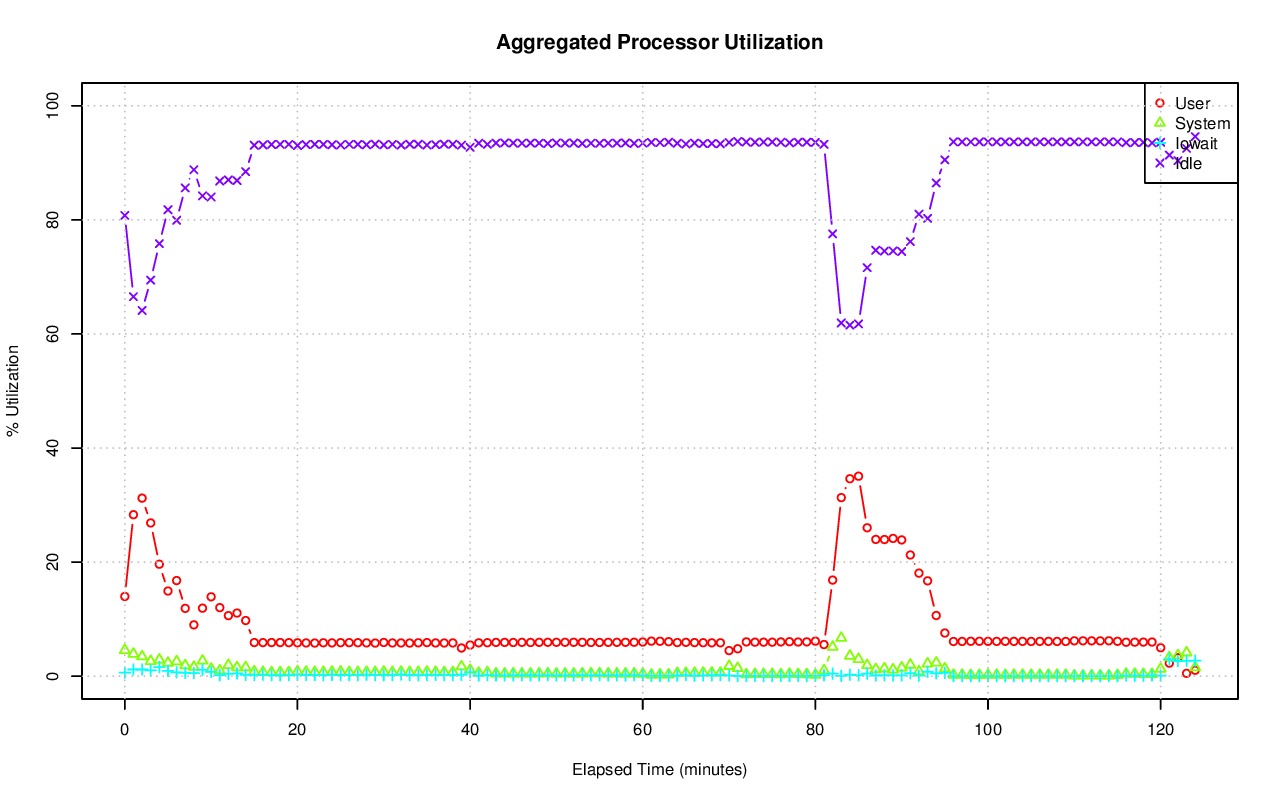 Aggregated Processor Utilization
% Utilization
100
80
60
40
20
0
User
System
Iowait
Idle
0 20 40 60 80 100 120
Elapsed Time (minutes)